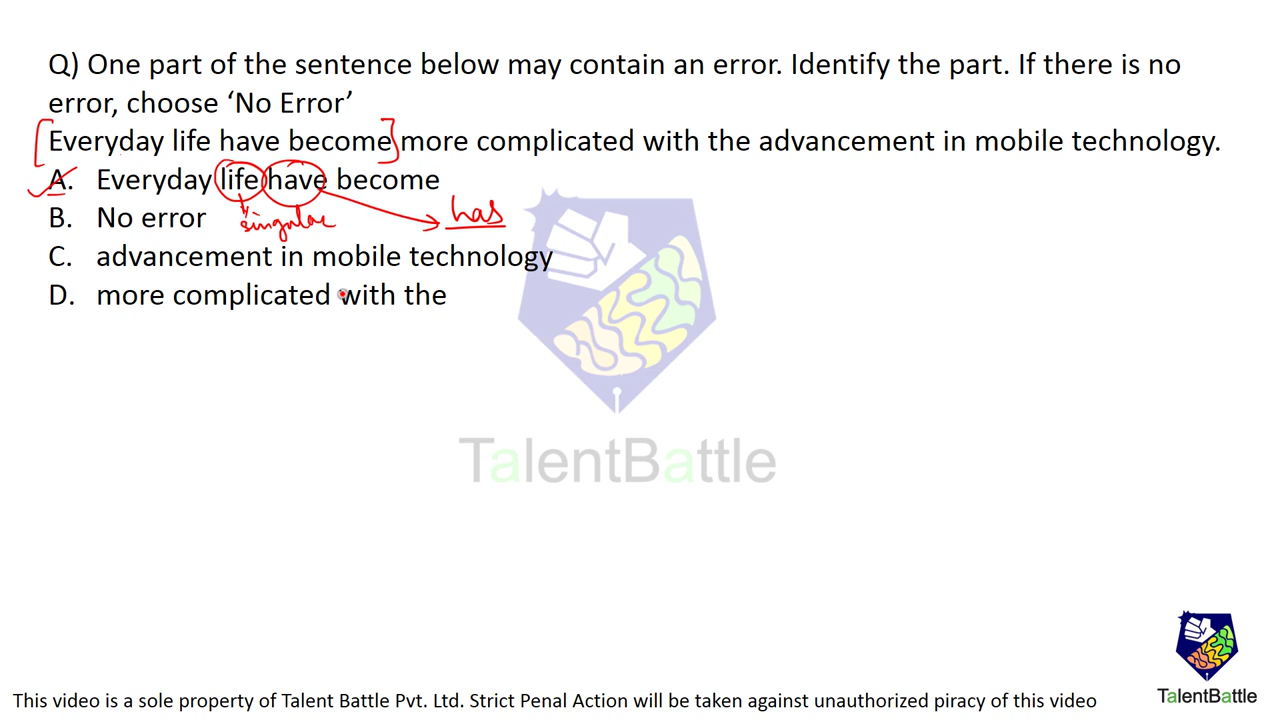 Q) One part of the sentence below may contain an error. Identify the part. If there is no
error, choose ‘No Error’
Everyday life have become more complicated with the advancement in mobile technology.
A. Everyday life have become
B. No error
singular
has
C. advancement in mobile technology
D. more complicated with the
TalentBattle
TalentBattle
This video is a sole property of Talent Battle Pvt. Ltd. Strict Penal Action will be taken against unauthorized piracy of this video